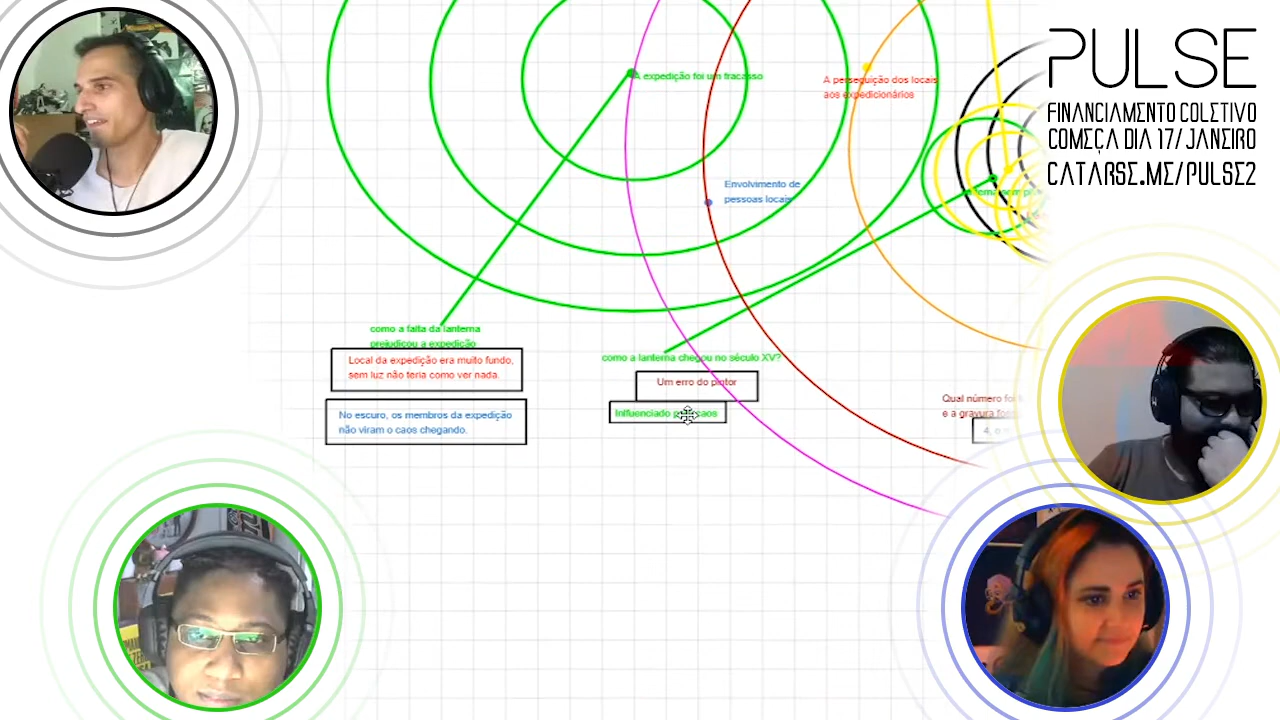 PULSE
FINANCIAMENTO COLETIVO
COMEÇA DIA 17/JANEIRO
CATARSE.ME/PULSE2
A expedição foi um fracasso
A perseguição dos locais
aos expedicionários
Envolvimento de
pessoas locais
como a falta da lanterna
prejudicou a expedição
Local da expedição era muito fundo,
sem luz não teria como ver nada.
No escuro, os membros da expedição
não viram o caos chegando.
como a lanterna chegou no século XV?
Um erro do pintor
Influenciado caos
Qual número
e a gravura
4,